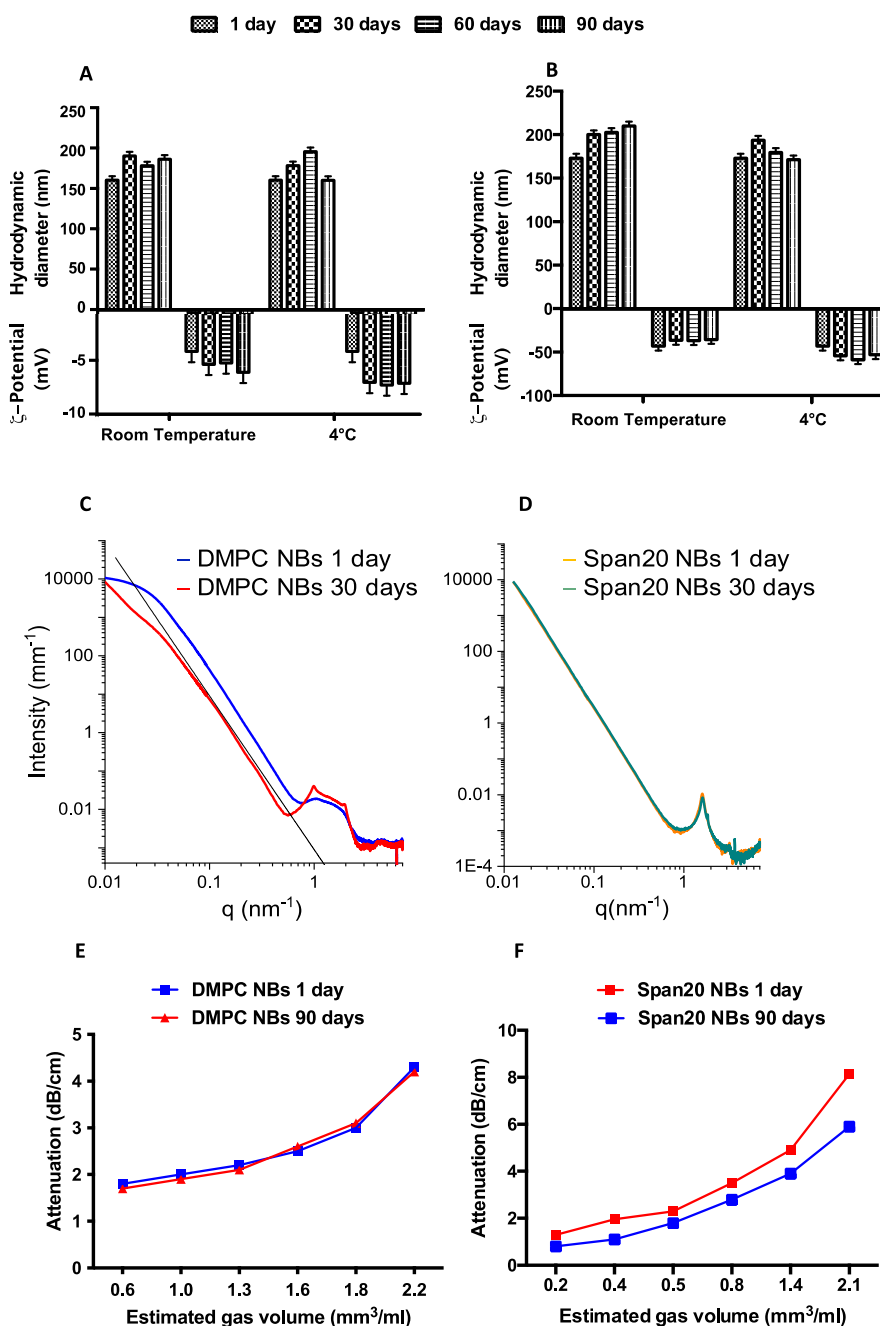 1 day 30 days 60 days 90 days
A
Hydrodynamic diameter (nm)
250
200
150
100
50
0
ζ-Potential (mV)
-5
-10
Room Temperature 4°C
B
Hydrodynamic diameter (nm)
250
200
150
100
50
0
ζ-Potential (mV)
-50
-100
Room Temperature 4°C
C
DMPC NBs 1 day
DMPC NBs 30 days
Intensity (mm⁻¹)
10000
100
1
0.01
0.01 0.1 1
q (nm⁻¹)
D
Span20 NBs 1 day
Span20 NBs 30 days
10000
100
1
0.01
1E-4
0.01 0.1 1
q(nm⁻¹)
E
DMPC NBs 1 day
DMPC NBs 90 days
Attenuation (dB/cm)
5
4
3
2
1
0
0.6 1.0 1.3 1.6 1.8 2.2
Estimated gas volume (mm³/ml)
F
Span20 NBs 1 day
Span20 NBs 90 days
Attenuation (dB/cm)
10
8
6
4
2
0
0.2 0.4 0.5 0.8 1.4 2.1
Estimated gas volume (mm³/ml)